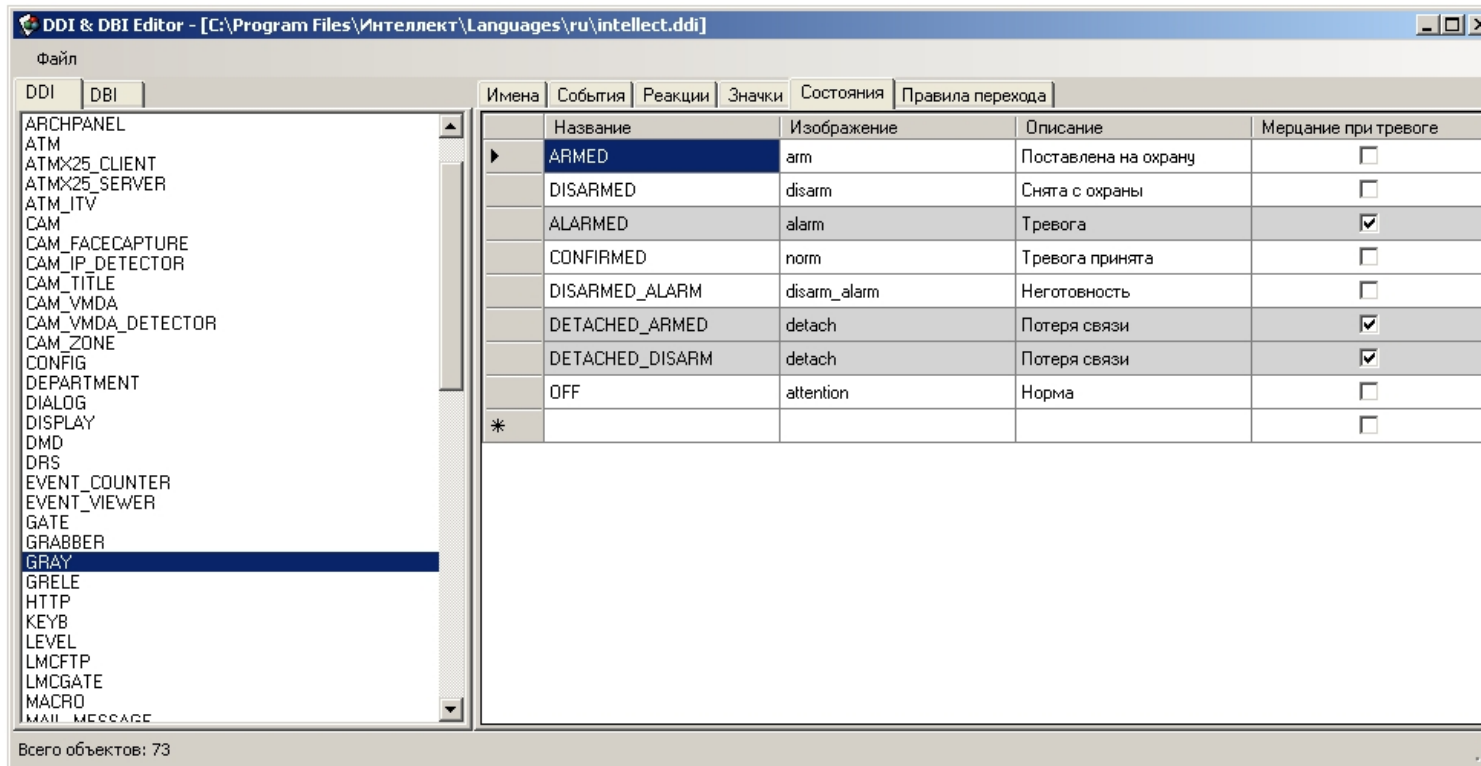 DDI & DBI Editor - [C:\Program Files\Интеллект\Languages\ru\intellect.ddi]
Файл
DDI DBI
ARCHPANEL
ATM
ATMX25_CLIENT
ATMX25_SERVER
ATM_ITV
CAM
CAM_FACECAPTURE
CAM_IP_DETECTOR
CAM_TITLE
CAM_VMDA
CAM_VMDA_DETECTOR
CAM_ZONE
CONFIG
DEPARTMENT
DIALOG
DISPLAY
DMD
DRS
EVENT_COUNTER
EVENT_VIEWER
GATE
GRABBER
GRAY
GRELE
HTTP
KEYB
LEVEL
LMCFTP
LMCGATE
MACRO
MAIL_MESSAGE
Имена События Реакции Значки Состояния Правила перехода
Название Изображение Описание Мерцание при тревоге
ARMED arm Поставлена на охрану
DISARMED disarm Снята с охраны
ALARMED alarm Тревога
CONFIRMED norm Тревога принята
DISARMED_ALARM disarm_alarm Неготовность
DETACHED_ARMED detach Потеря связи
DETACHED_DISARM detach Потеря связи
OFF attention Норма
Всего объектов: 73